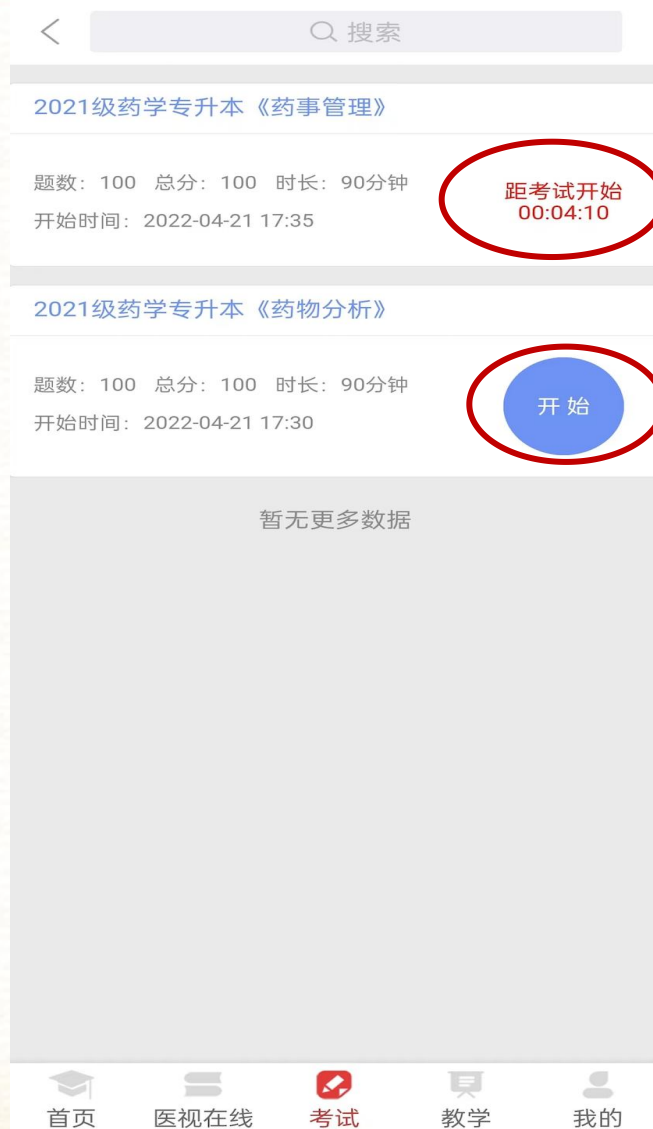 搜索
2021级药学专升本《药事管理》
题数：100 总分：100 时长：90分钟
开始时间：2022-04-21 17:35
距考试开始
00:04:10
2021级药学专升本《药物分析》
题数：100 总分：100 时长：90分钟
开始时间：2022-04-21 17:30
开始
暂无更多数据
首页 医视在线 考试 教学 我的